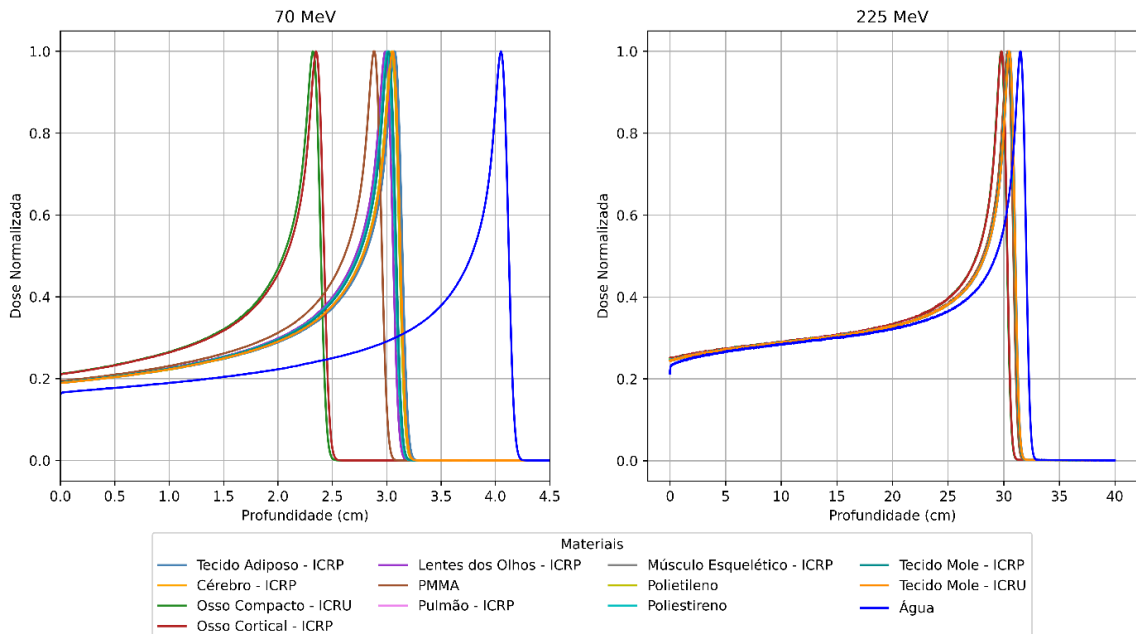 70 MeV
225 MeV
Dose Normalizada
1.0
0.8
0.6
0.4
0.2
0.0
0.0 0.5 1.0 1.5 2.0 2.5 3.0 3.5 4.0 4.5
Profundidade (cm)
Dose Normalizada
1.0
0.8
0.6
0.4
0.2
0.0
0 5 10 15 20 25 30 35 40
Profundidade (cm)
Materiais
Tecido Adiposo - ICRP
Cérebro - ICRP
Osso Compacto - ICRU
Osso Cortical - ICRP
Lentes dos Olhos - ICRP
PMMA
Pulmão - ICRP
Músculo Esquelético - ICRP
Polietileno
Poliestireno
Tecido Mole - ICRP
Tecido Mole - ICRU
Água